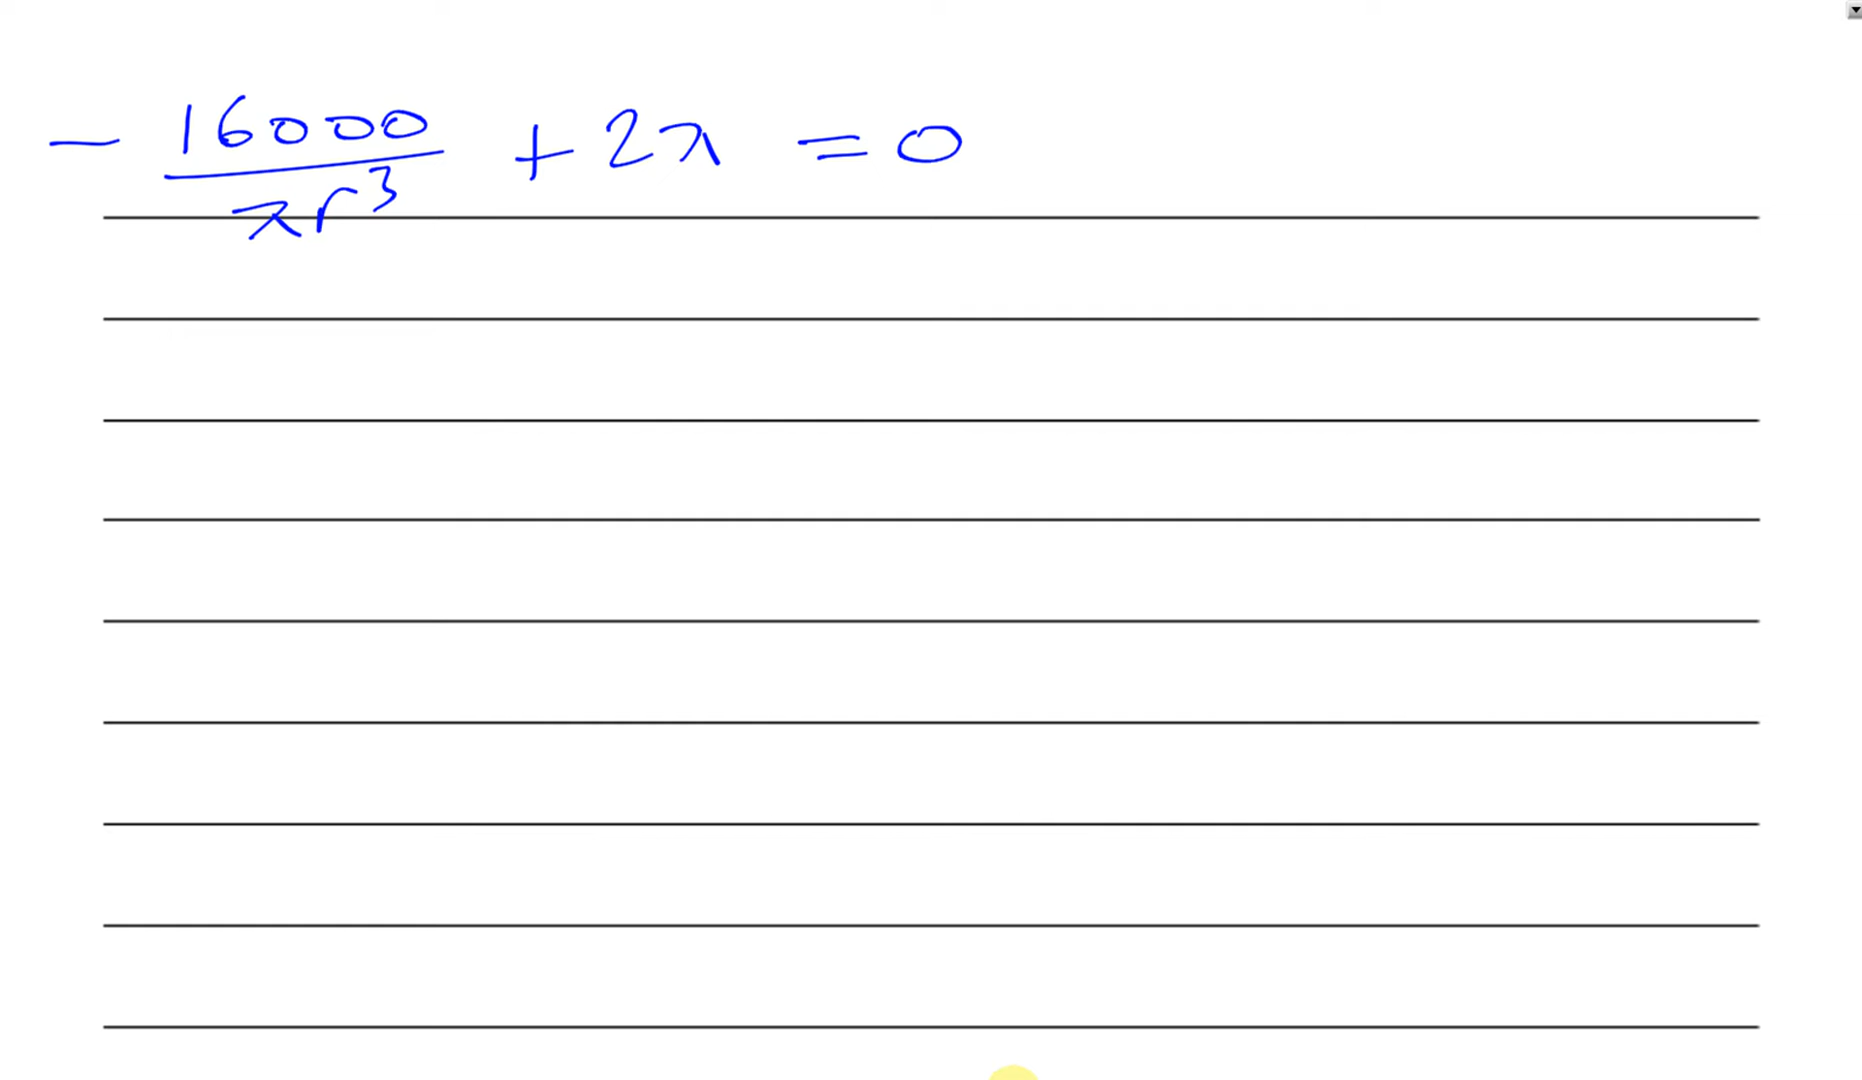 - 16000/πr³ + 2π = 0